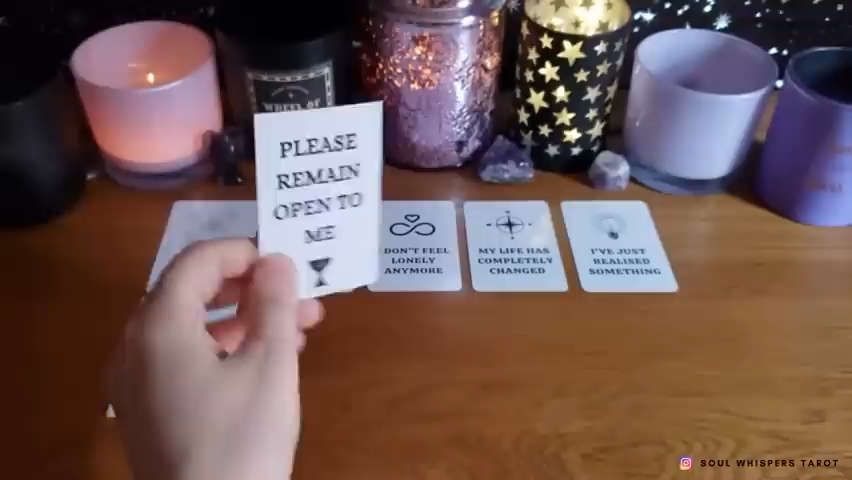 WHEEL OF
PLEASE
REMAIN
OPEN TO
ME
DON'T FEEL
LONELY
ANYMORE
MY LIFE HAS
COMPLETELY
CHANGED
I'VE JUST
REALISED
SOMETHING
SOUL WHISPERS TAROT